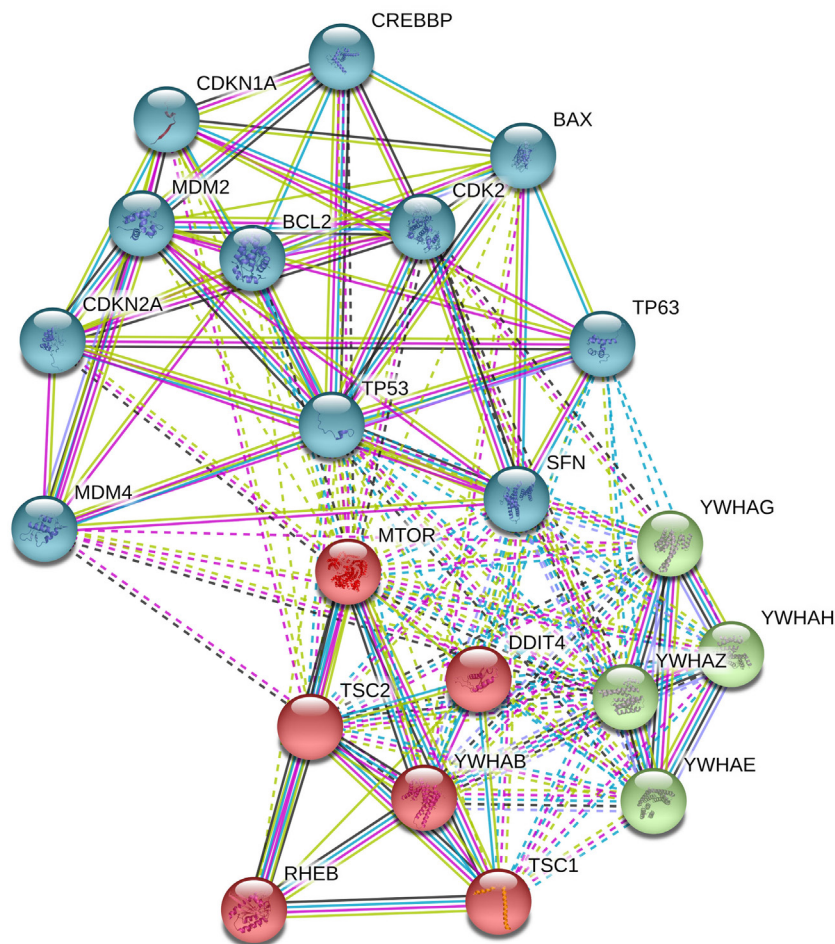 CREBBP
CDKN1A
BAX
MDM2
CDK2
BCL2
CDKN2A
TP63
TP53
SFN
MDM4
YWHAG
MTOR
YWHAH
DDIT4
YWHAZ
TSC2
YWHAB
YWHAE
RHEB
TSC1